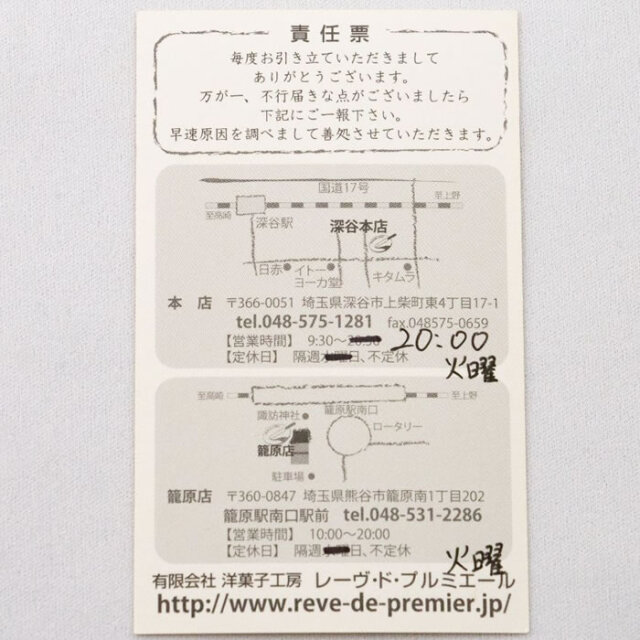 責任票
毎度お引き立ていただきまして
ありがとうございます。
万が一、不行届きな点がございましたら
下記にご一報下さい。
早速原因を調べまして善処させていただきます。
国道17号
至高崎
至上野
深谷駅
深谷本店
日赤
イトーヨーカ堂
キタムラ
本店 〒366-0051 埼玉県深谷市上柴町東4丁目17-1
tel.048-575-1281 fax.048575-0659
【営業時間】 9:30〜20:30 20:00
【定休日】 隔週水曜日、不定休 火曜
至高崎
至上野
諏訪神社
籠原駅南口
ロータリー
籠原店
駐車場
籠原店 〒360-0847 埼玉県熊谷市籠原南1丁目202
籠原駅南口駅前 tel.048-531-2286
【営業時間】 10:00〜20:00
【定休日】 隔週水曜日、不定休 火曜
有限会社 洋菓子工房 レーヴ・ド・プルミエール
http://www.reve-de-premier.jp/